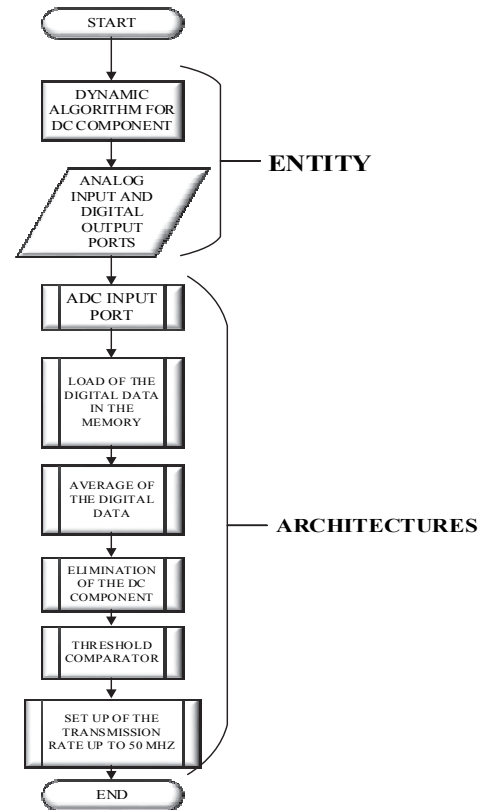 START
DYNAMIC
ALGORITHM FOR
DC COMPONENT
ENTITY
ANALOG
INPUT AND
DIGITAL
OUTPUT
PORTS
ADC INPUT
PORT
LOAD OF THE
DIGITAL DATA
IN THE
MEMORY
AVERAGE OF
THE DIGITAL
DATA
ARCHITECTURES
ELIMINATION
OF THE DC
COMPONENT
THRESHOLD
COMPARATOR
SET UP OF THE
TRANSMISSION
RATE UP TO 50 MHZ
END